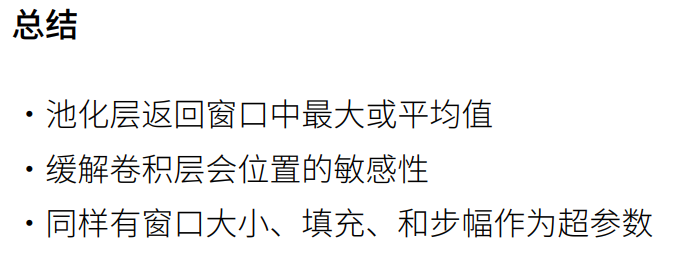 总结
• 池化层返回窗口中最大或平均值
• 缓解卷积层会位置的敏感性
• 同样有窗口大小、填充、和步幅作为超参数